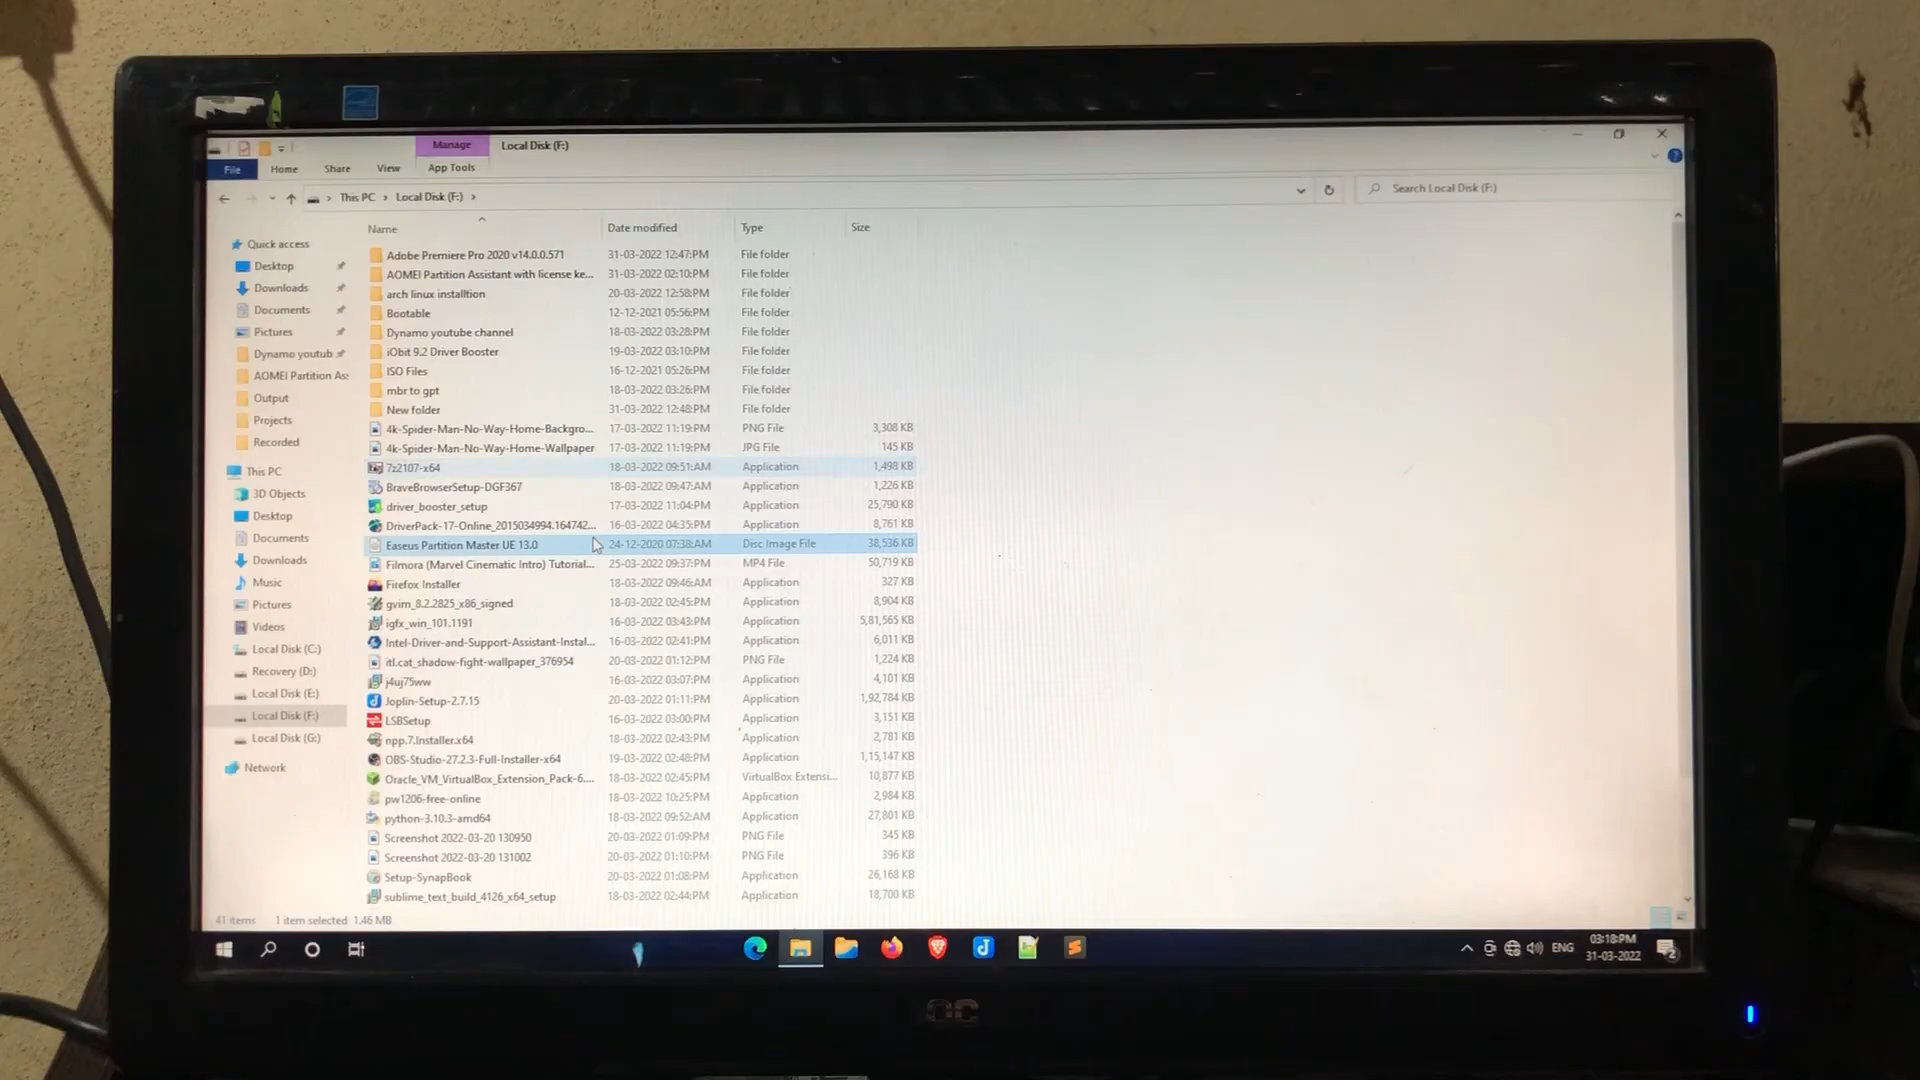 Manage Local Disk (F:)
File Home Share View App Tools
This PC › Local Disk (F:) ›
Search Local Disk (F:)
Name Date modified Type Size
Quick access
Desktop
Downloads
Documents
Pictures
Dynamo youtub
AOMEI Partition As
Output
Projects
Recorded
This PC
3D Objects
Desktop
Documents
Downloads
Music
Pictures
Videos
Local Disk (C:)
Recovery (D:)
Local Disk (E:)
Local Disk (F:)
Local Disk (G:)
Network
Adobe Premiere Pro 2020 v14.0.0.571 31-03-2022 12:47:PM File folder
AOMEI Partition Assistant with license ke... 31-03-2022 02:10:PM File folder
arch linux installtion 20-03-2022 12:58:PM File folder
Bootable 12-12-2021 05:56:PM File folder
Dynamo youtube channel 18-03-2022 03:28:PM File folder
iObit 9.2 Driver Booster 19-03-2022 03:10:PM File folder
ISO Files 16-12-2021 05:26:PM File folder
mbr to gpt 18-03-2022 03:26:PM File folder
New folder 31-03-2022 12:48:PM File folder
4k-Spider-Man-No-Way-Home-Backgro... 17-03-2022 11:19:PM PNG File 3,308 KB
4k-Spider-Man-No-Way-Home-Wallpaper 17-03-2022 11:19:PM JPG File 145 KB
7z2107-x64 18-03-2022 09:51:AM Application 1,498 KB
BraveBrowserSetup-DGF367 18-03-2022 09:47:AM Application 1,226 KB
driver_booster_setup 17-03-2022 11:04:PM Application 25,790 KB
DriverPack-17-Online_2015034994.164742... 16-03-2022 04:35:PM Application 8,761 KB
Easeus Partition Master UE 13.0 24-12-2020 07:38:AM Disc Image File 38,536 KB
Filmora (Marvel Cinematic Intro) Tutorial... 25-03-2022 09:37:PM MP4 File 50,719 KB
Firefox Installer 18-03-2022 09:46:AM Application 327 KB
gvim_8.2.2825_x86_signed 18-03-2022 02:45:PM Application 8,904 KB
igfx_win_101.1191 16-03-2022 03:43:PM Application 5,81,565 KB
Intel-Driver-and-Support-Assistant-Instal... 16-03-2022 02:41:PM Application 6,011 KB
itl.cat_shadow-fight-wallpaper_376954 20-03-2022 01:12:PM PNG File 1,224 KB
j4uj75ww 16-03-2022 03:07:PM Application 4,101 KB
Joplin-Setup-2.7.15 20-03-2022 01:11:PM Application 1,92,784 KB
LSBSetup 16-03-2022 03:00:PM Application 3,151 KB
npp.7.Installer.x64 18-03-2022 02:43:PM Application 2,781 KB
OBS-Studio-27.2.3-Full-Installer-x64 19-03-2022 02:48:PM Application 1,15,147 KB
Oracle_VM_VirtualBox_Extension_Pack-6.... 18-03-2022 02:45:PM VirtualBox Extensi... 10,877 KB
pw1206-free-online 18-03-2022 10:25:PM Application 2,984 KB
python-3.10.3-amd64 18-03-2022 09:52:AM Application 27,801 KB
Screenshot 2022-03-20 130950 20-03-2022 01:09:PM PNG File 345 KB
Screenshot 2022-03-20 131002 20-03-2022 01:10:PM PNG File 396 KB
Setup-SynapBook 20-03-2022 01:08:PM Application 26,168 KB
sublime_text_build_4126_x64_setup 18-03-2022 02:44:PM Application 18,700 KB
41 items 1 item selected 1.46 MB
ENG
03:18:PM
31-03-2022
2